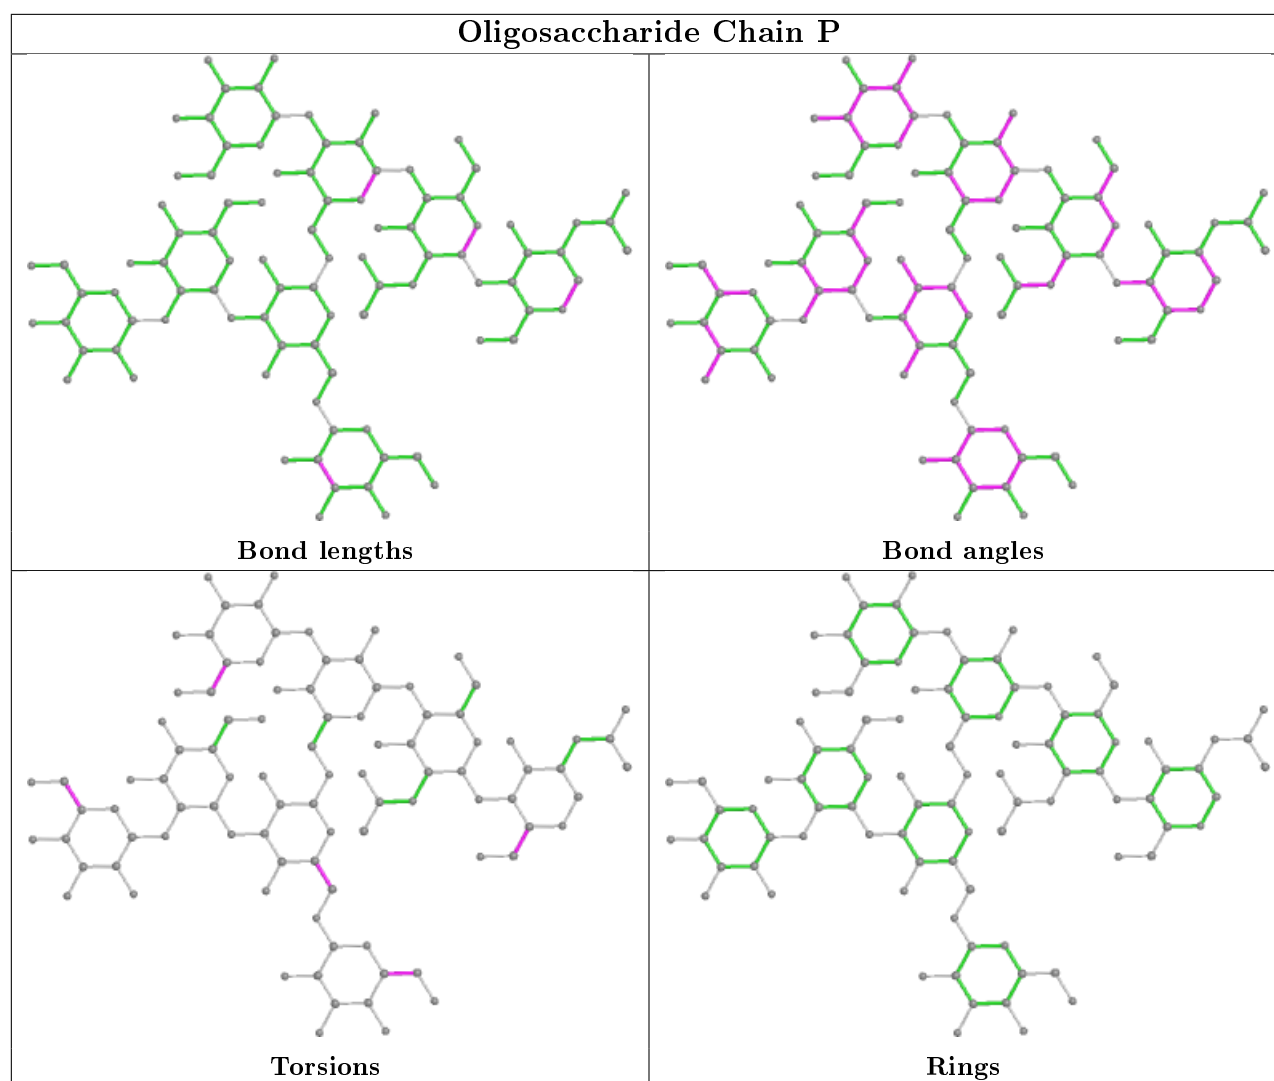 Oligosaccharide Chain P
Bond lengths
Bond angles
Torsions
Rings